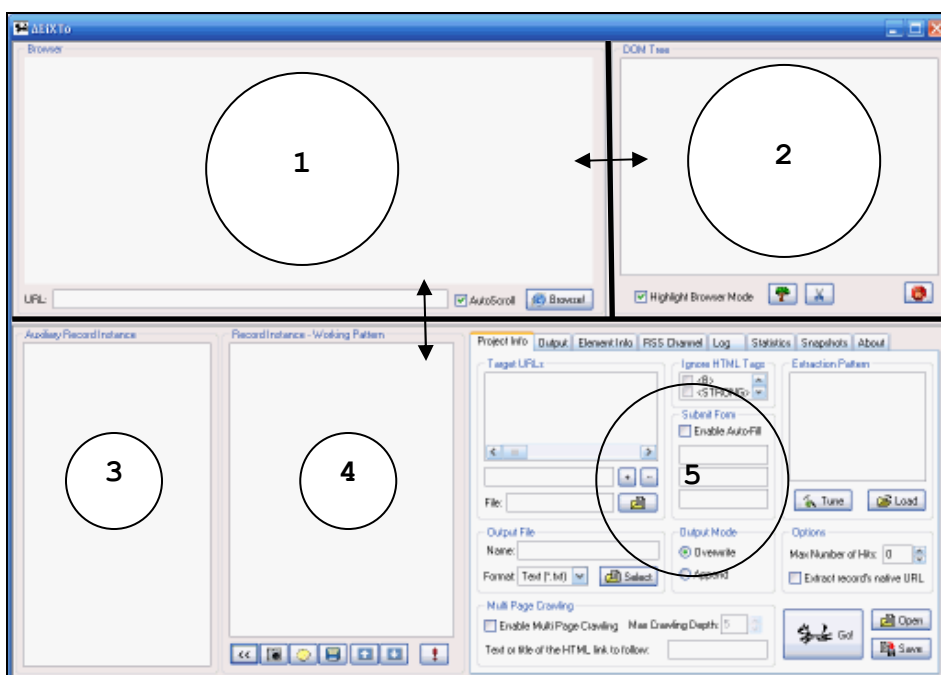 ΔEiXTo
Browser
DOM Tree
1
2
URL:
AutoScroll
Browse!
Highlight Browser Mode
Auxiliary Record Instance
Record Instance - Working Pattern
3
4
Project Info Output Element Info RSS Channel Log Statistics Snapshots About
Target URLs
Ignore HTML Tags
Extraction Pattern
<B>
<STRONG>
Submit Form
Enable Auto-Fill
5
+ -
File:
Tune Load
Output File
Output Mode
Options
Name:
Overwrite
Max Number of Hits: 0
Format: Text (*.txt) Select
Append
Extract record's native URL
Multi Page Crawling
Enable Multi Page Crawling Max Crawling Depth: 5
Go!
Open
Text or title of the HTML link to follow:
Save
<< !